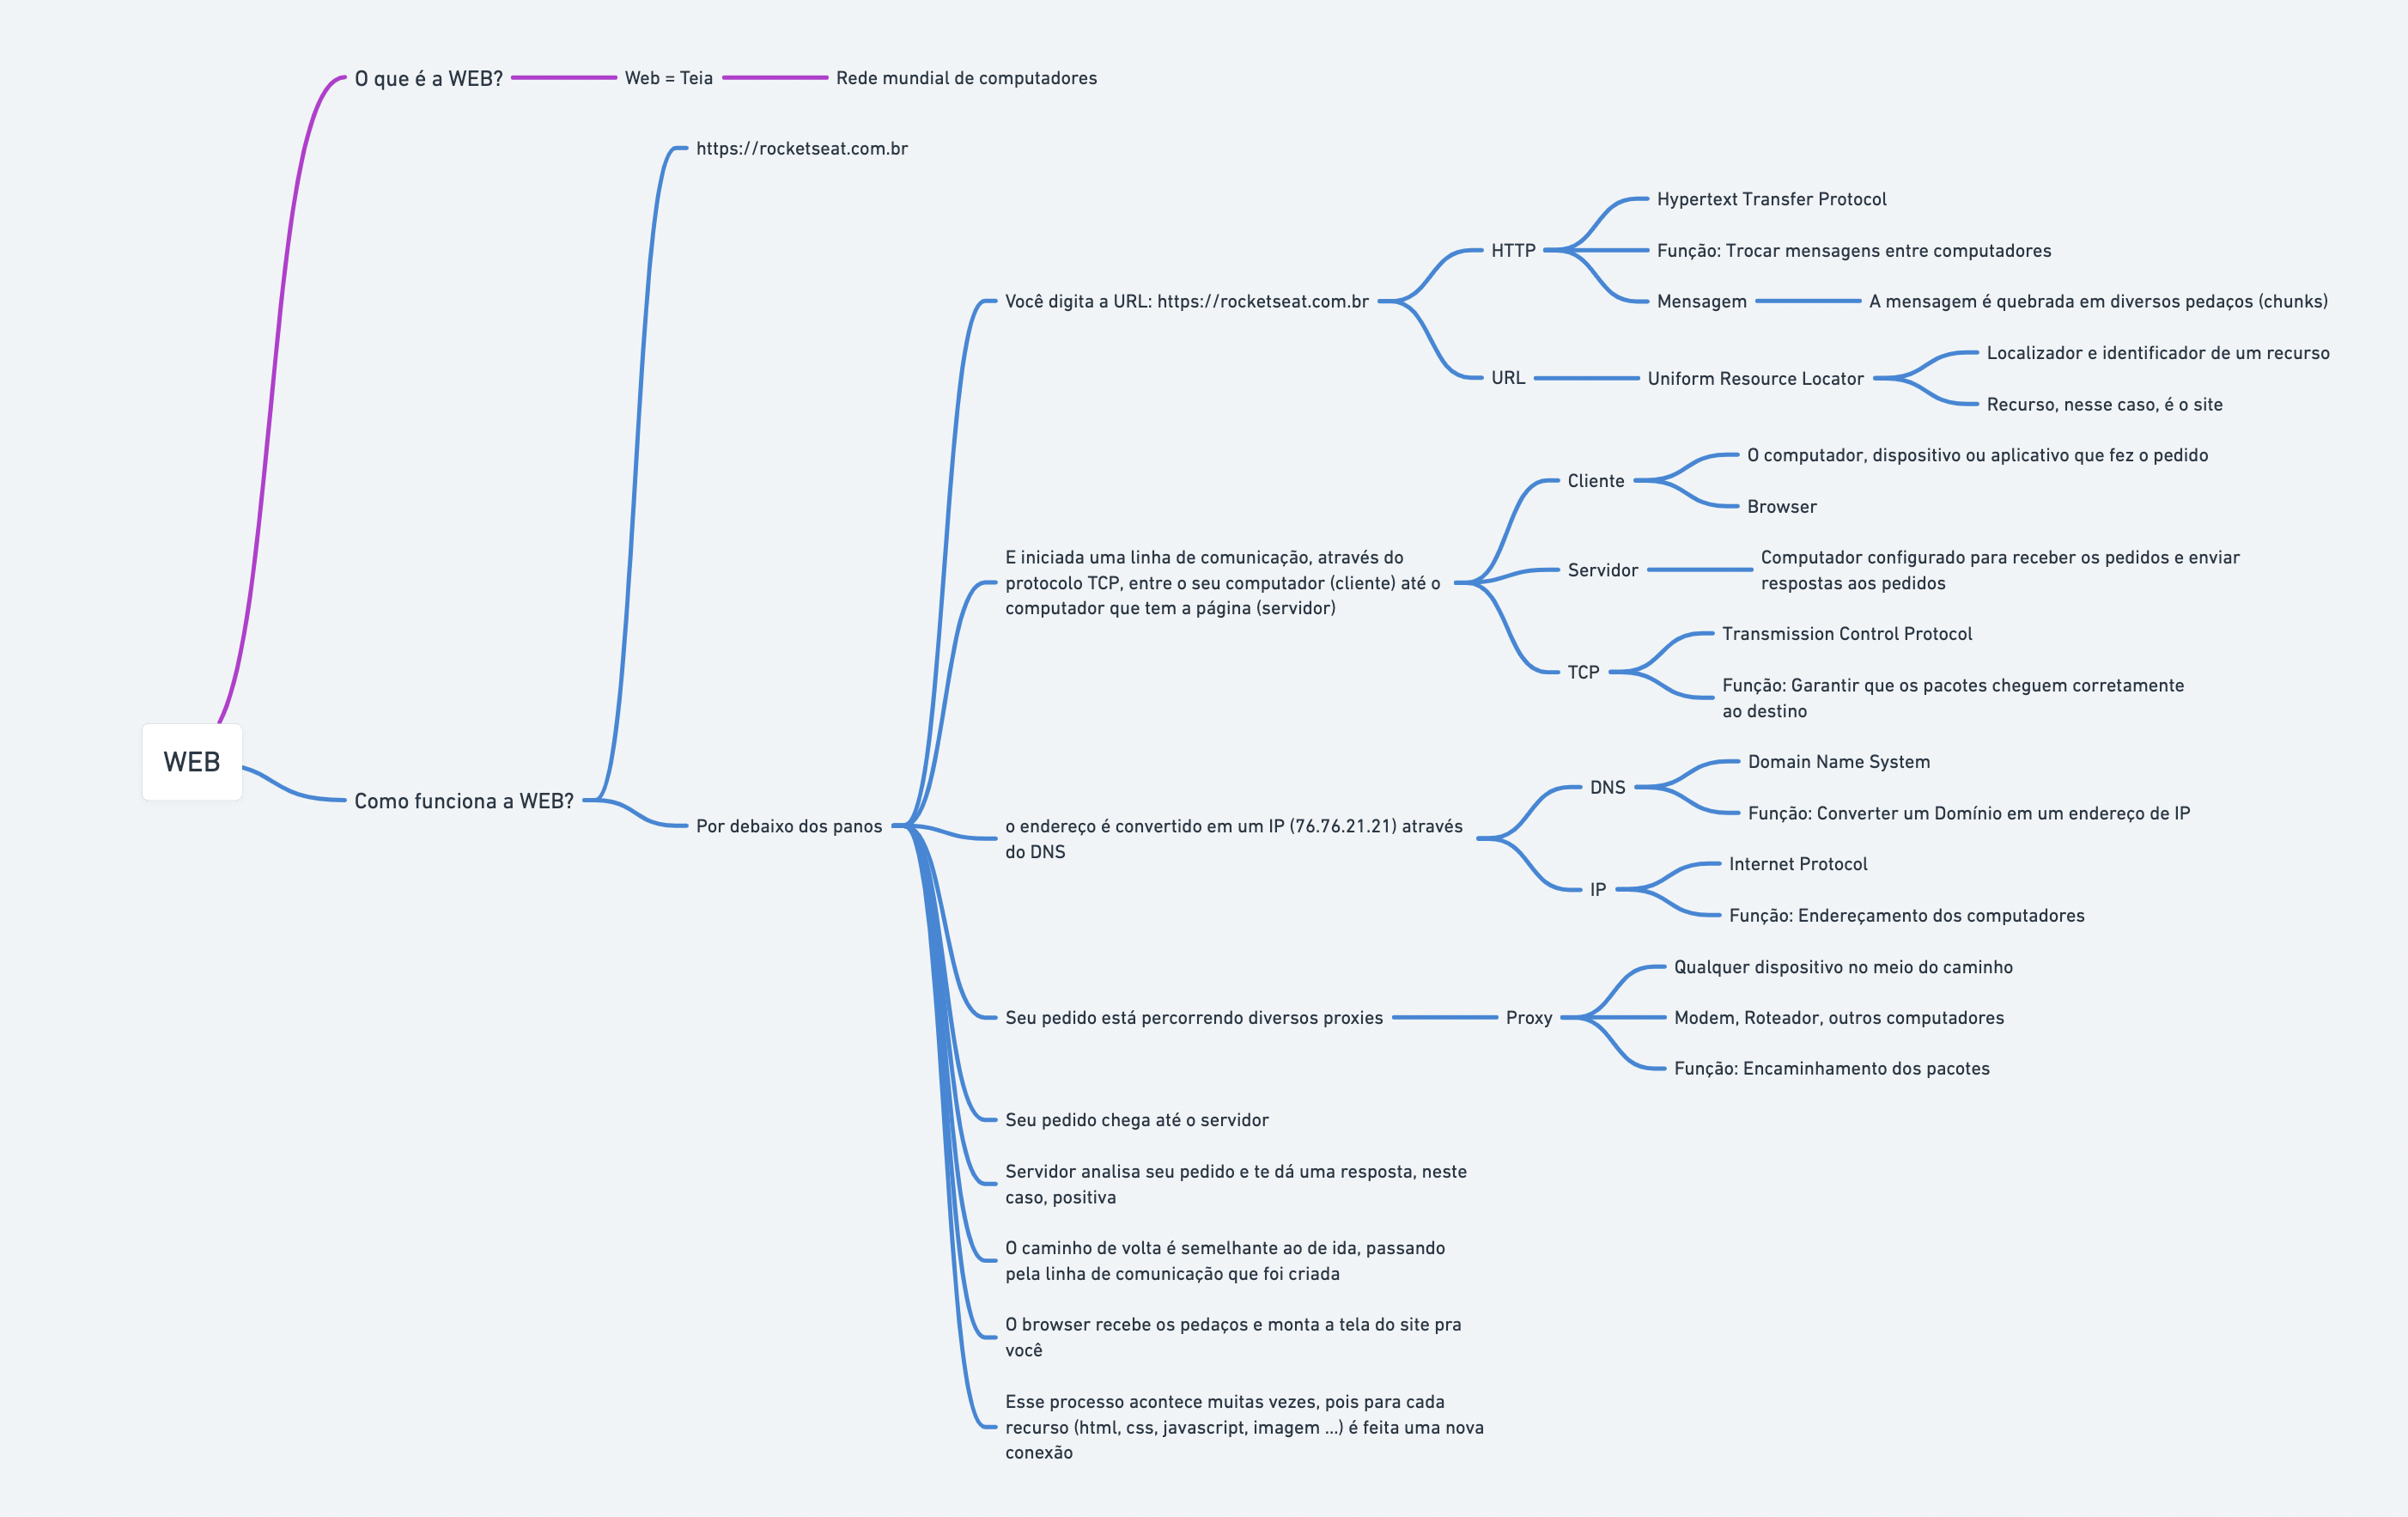 O que é a WEB?
Web = Teia
Rede mundial de computadores
https://rocketseat.com.br
Hypertext Transfer Protocol
HTTP
Função: Trocar mensagens entre computadores
Você digita a URL: https://rocketseat.com.br
Mensagem
A mensagem é quebrada em diversos pedaços (chunks)
Localizador e identificador de um recurso
URL
Uniform Resource Locator
Recurso, nesse caso, é o site
O computador, dispositivo ou aplicativo que fez o pedido
Cliente
Browser
E iniciada uma linha de comunicação, através do
protocolo TCP, entre o seu computador (cliente) até o
computador que tem a página (servidor)
Servidor
Computador configurado para receber os pedidos e enviar
respostas aos pedidos
Transmission Control Protocol
TCP
Função: Garantir que os pacotes cheguem corretamente
ao destino
WEB
Como funciona a WEB?
Por debaixo dos panos
Domain Name System
DNS
Função: Converter um Domínio em um endereço de IP
o endereço é convertido em um IP (76.76.21.21) através
do DNS
Internet Protocol
IP
Função: Endereçamento dos computadores
Qualquer dispositivo no meio do caminho
Seu pedido está percorrendo diversos proxies
Proxy
Modem, Roteador, outros computadores
Função: Encaminhamento dos pacotes
Seu pedido chega até o servidor
Servidor analisa seu pedido e te dá uma resposta, neste
caso, positiva
O caminho de volta é semelhante ao de ida, passando
pela linha de comunicação que foi criada
O browser recebe os pedaços e monta a tela do site pra
você
Esse processo acontece muitas vezes, pois para cada
recurso (html, css, javascript, imagem ...) é feita uma nova
conexão